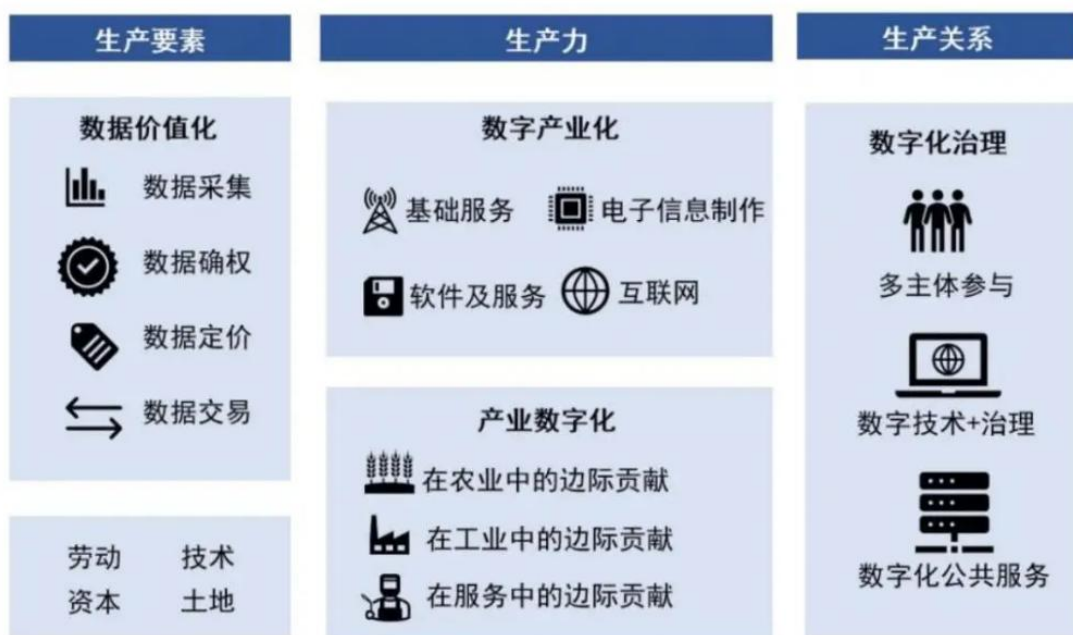 生产要素
数据价值化
数据采集
数据确权
数据定价
数据交易
劳动 技术
资本 土地
生产力
数字产业化
基础服务 电子信息制作
软件及服务 互联网
产业数字化
在农业中的边际贡献
在工业中的边际贡献
在服务中的边际贡献
生产关系
数字化治理
多主体参与
数字技术+治理
数字化公共服务